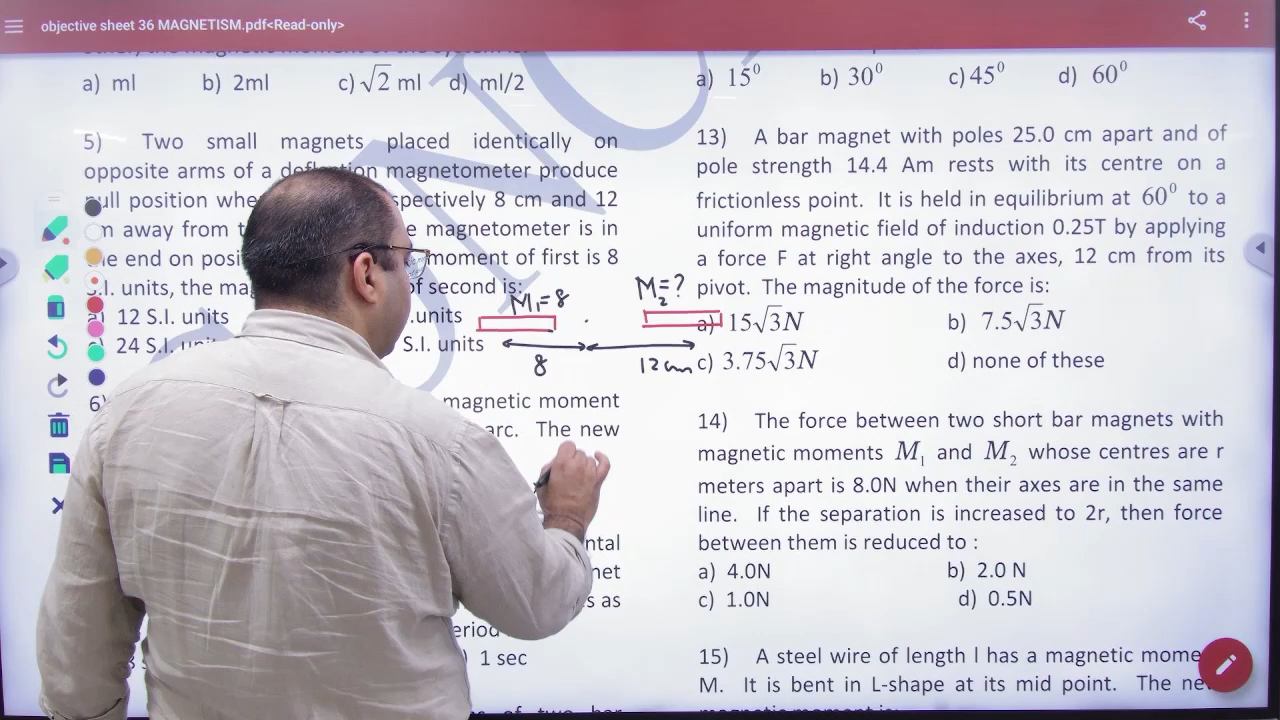 objective sheet 36 MAGNETISM.pdf<Read-only>
a) ml b) 2ml c) √2 ml d) ml/2
5) Two small magnets placed identically on
opposite arms of a deflection magnetometer produce
null position whe spectively 8 cm and 12
m away from t e magnetometer is in
e end on posi moment of first is 8
S.I. units, the mag of second is:
a) 12 S.I. units .units
24 S.I. S.I. units
M₁=8
M₂=?
8
12cm
6) magnetic moment
arc. The new
ntal
net
s as
eriod
1 sec
of two bar
a) 15⁰ b) 30⁰ c) 45⁰ d) 60⁰
13) A bar magnet with poles 25.0 cm apart and of
pole strength 14.4 Am rests with its centre on a
frictionless point. It is held in equilibrium at 60⁰ to a
uniform magnetic field of induction 0.25T by applying
a force F at right angle to the axes, 12 cm from its
pivot. The magnitude of the force is:
a) 15√3N b) 7.5√3N
c) 3.75√3N d) none of these
14) The force between two short bar magnets with
magnetic moments M₁ and M₂ whose centres are r
meters apart is 8.0N when their axes are in the same
line. If the separation is increased to 2r, then force
between them is reduced to :
a) 4.0N b) 2.0 N
c) 1.0N d) 0.5N
15) A steel wire of length l has a magnetic mome
M. It is bent in L-shape at its mid point. The ne